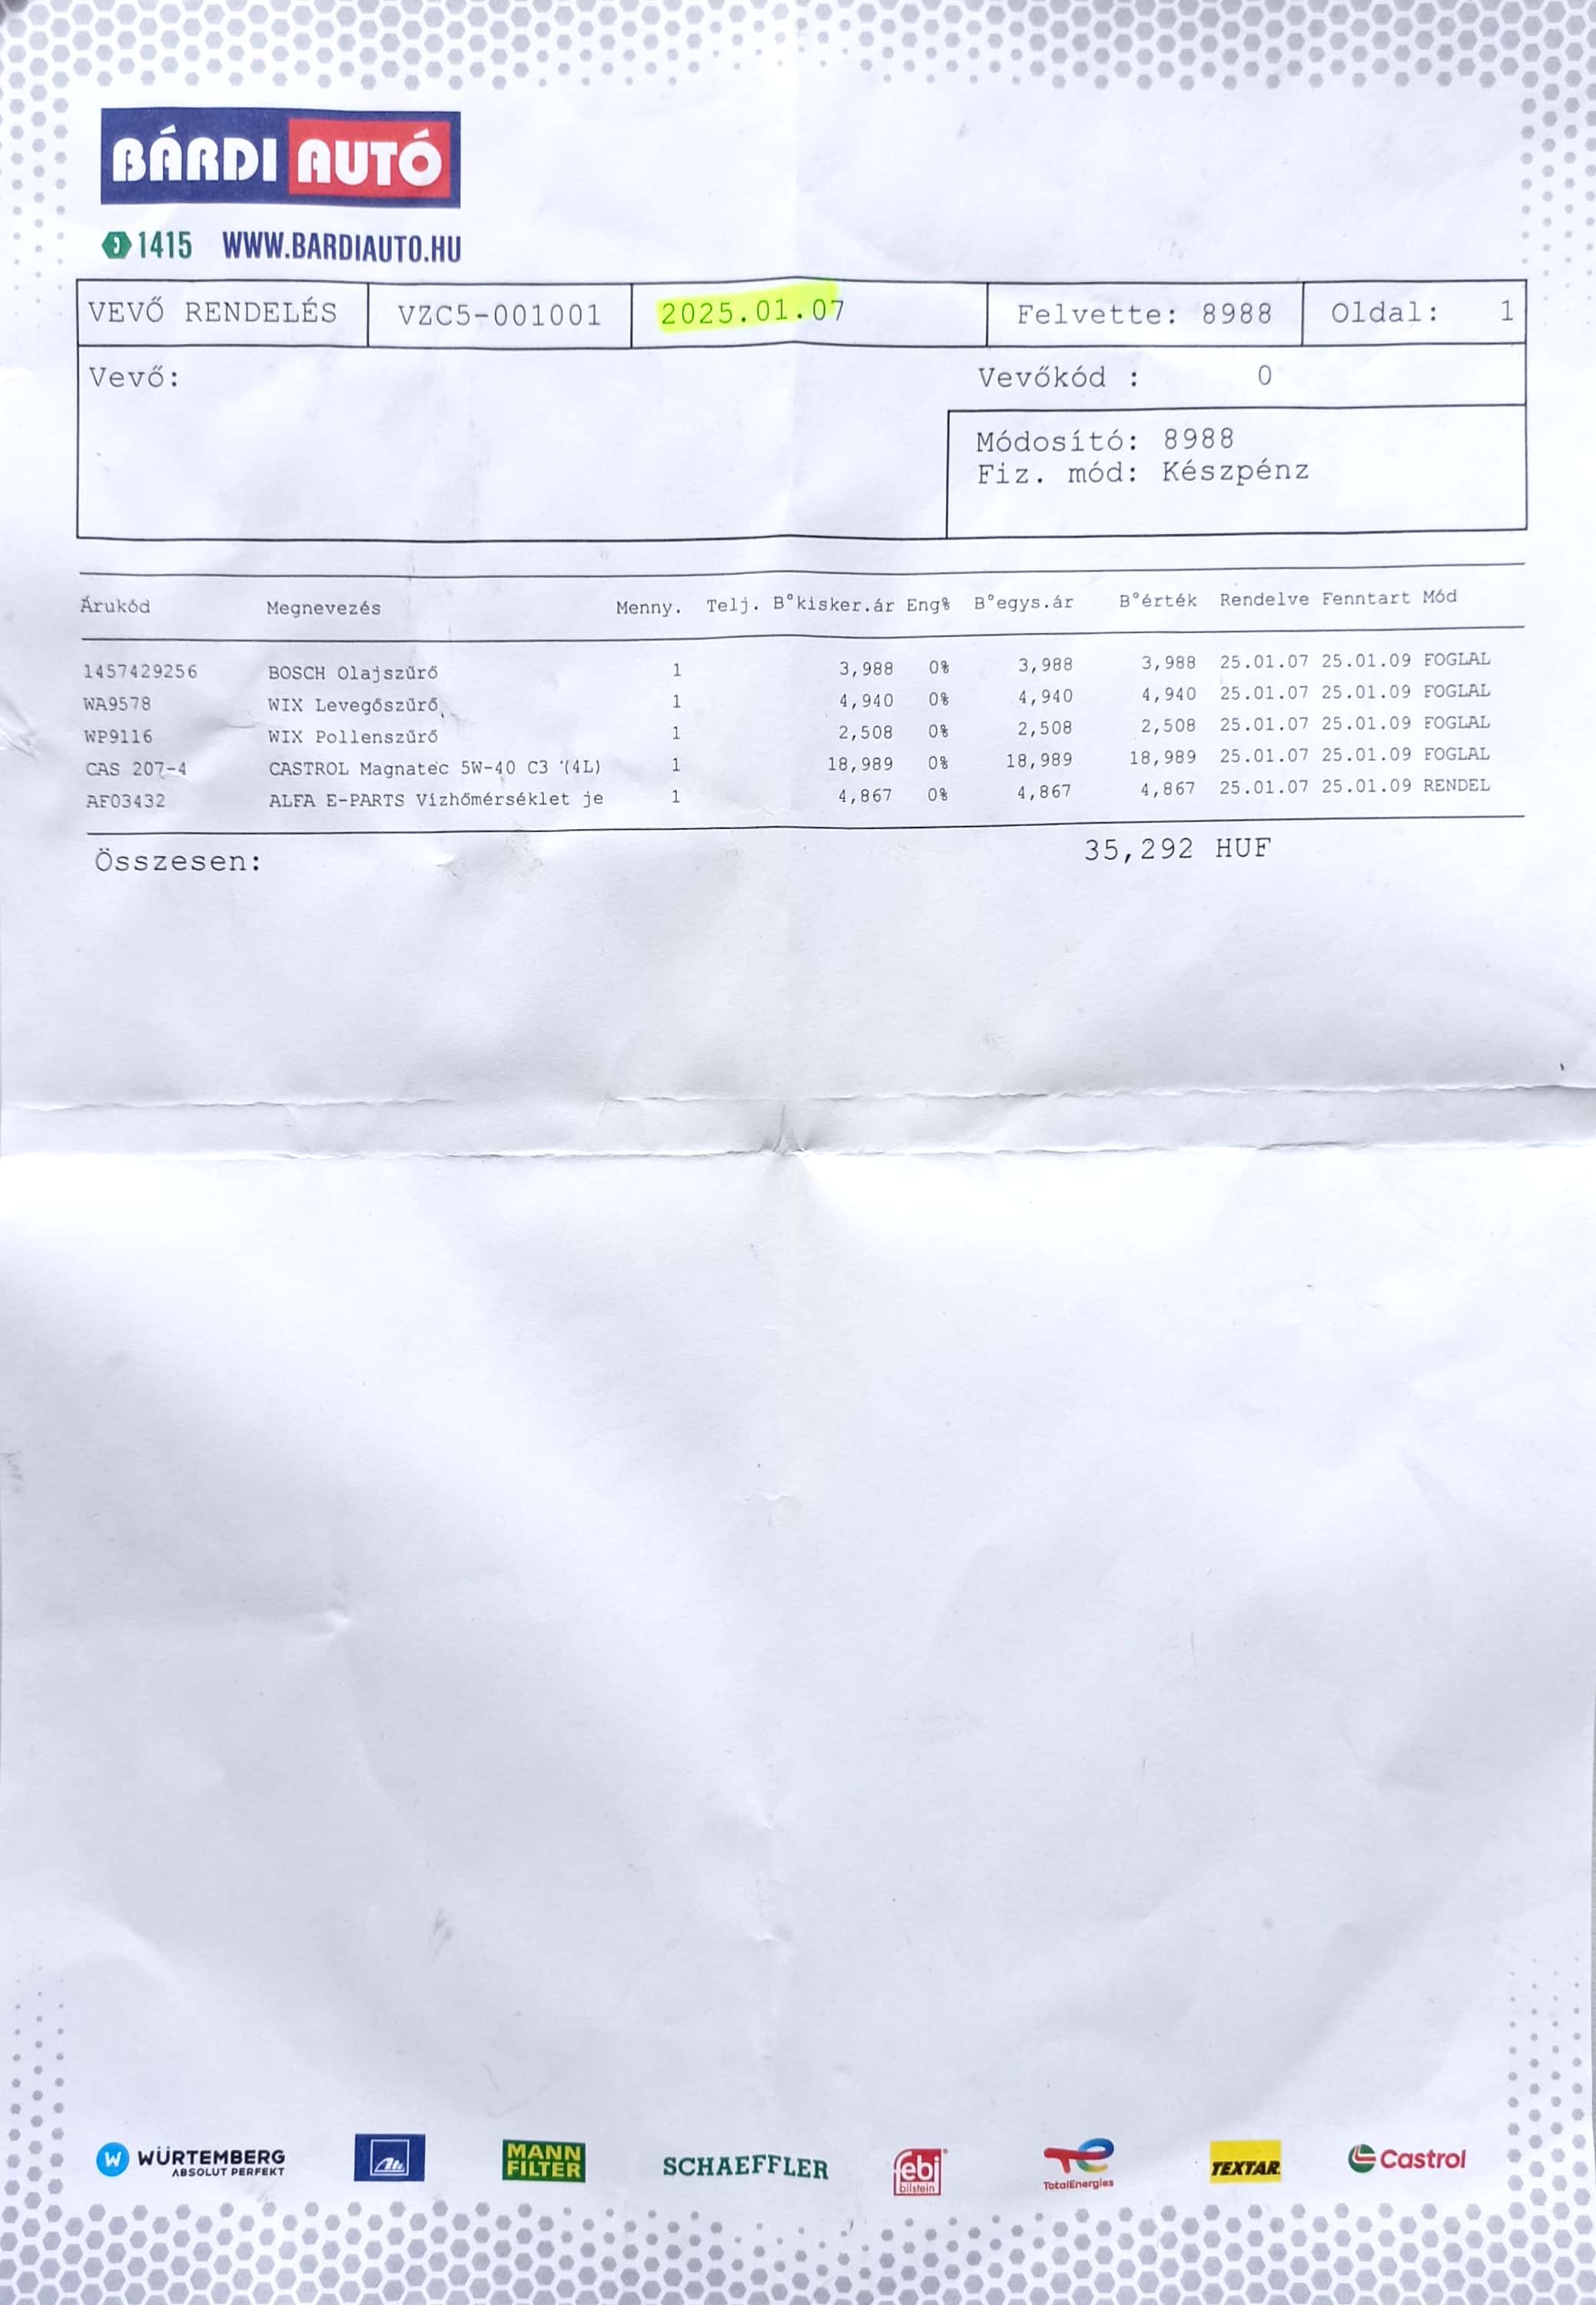 BÁRDI AUTÓ
1415 WWW.BARDIAUTO.HU
VEVŐ RENDELÉS VZC5-001001 2025.01.07 Felvette: 8988 Oldal: 1
Vevő: Vevőkód : 0
Módosító: 8988
Fiz. mód: Készpénz
Árukód Megnevezés Menny. Telj. B°kisker.ár Eng% B°egys.ár B°érték Rendelve Fenntart Mód
1457429256 BOSCH Olajszűrő 1 3,988 0% 3,988 3,988 25.01.07 25.01.09 FOGLAL
WA9578 WIX Levegőszűrő 1 4,940 0% 4,940 4,940 25.01.07 25.01.09 FOGLAL
WP9116 WIX Pollenszűrő 1 2,508 0% 2,508 2,508 25.01.07 25.01.09 FOGLAL
CAS 207-4 CASTROL Magnatec 5W-40 C3 (4L) 1 18,989 0% 18,989 18,989 25.01.07 25.01.09 FOGLAL
AF03432 ALFA E-PARTS Vízhőmérséklet je 1 4,867 0% 4,867 4,867 25.01.07 25.01.09 RENDEL
Összesen: 35,292 HUF
W WÜRTEMBERG ABSOLUT PERFEKT
Ate
MANN FILTER
SCHAEFFLER
febi bilstein
TotalEnergies
TEXTAR
Castrol